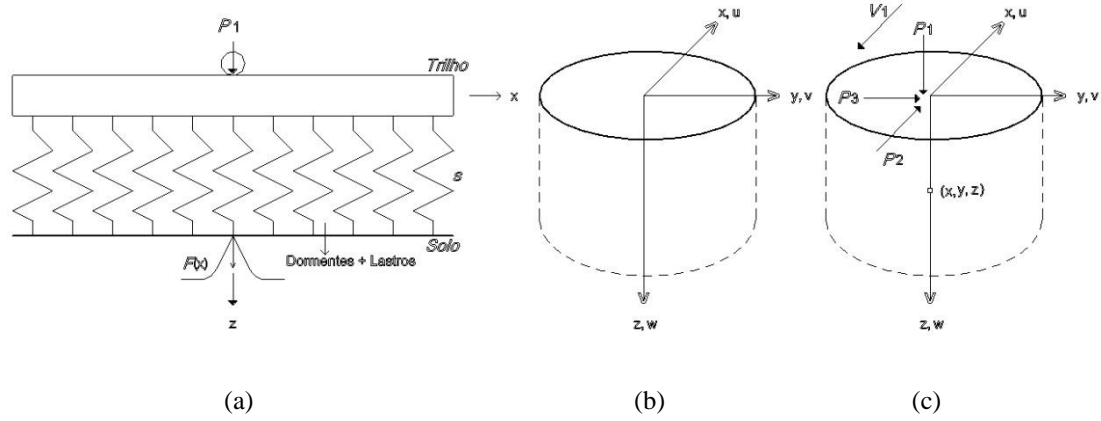 P1
Trilho
x
s
Solo
F(x)
Dormentes + Lastros
z
(a)
x, u
y, v
z, w
(b)
V1
x, u
P1
P3
y, v
P2
(x, y, z)
z, w
(c)